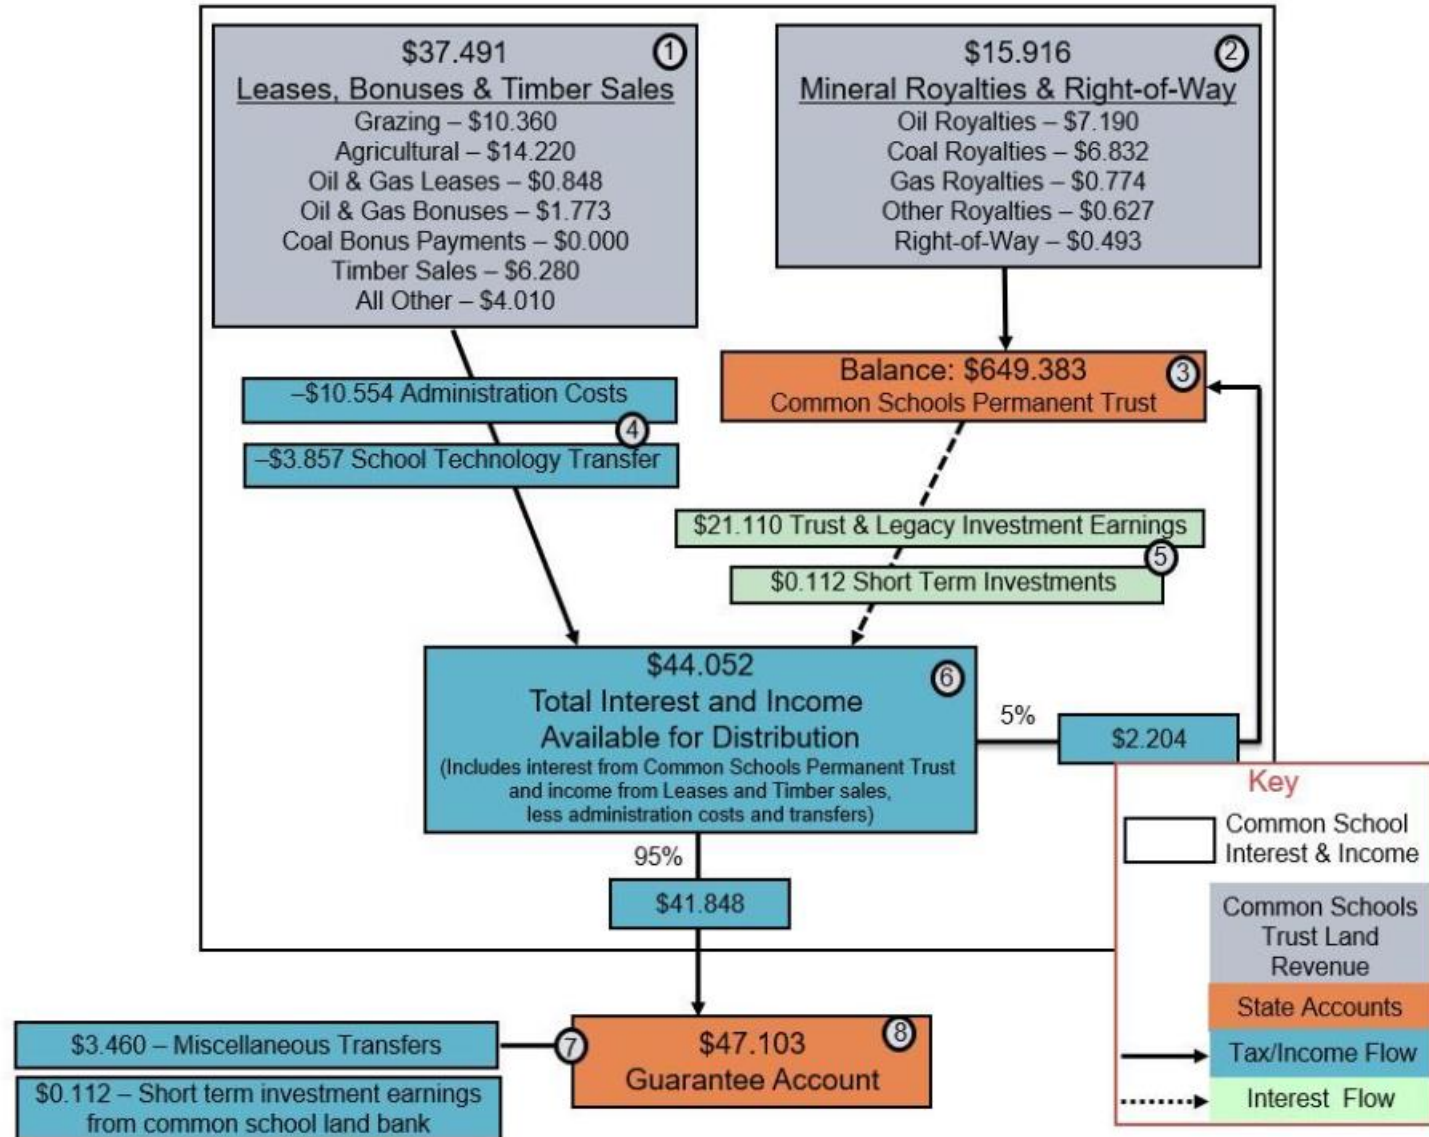 $37.491
1
Leases, Bonuses & Timber Sales
Grazing – $10.360
Agricultural – $14.220
Oil & Gas Leases – $0.848
Oil & Gas Bonuses – $1.773
Coal Bonus Payments – $0.000
Timber Sales – $6.280
All Other – $4.010
$15.916
2
Mineral Royalties & Right-of-Way
Oil Royalties – $7.190
Coal Royalties – $6.832
Gas Royalties – $0.774
Other Royalties – $0.627
Right-of-Way – $0.493
Balance: $649.383
3
Common Schools Permanent Trust
–$10.554 Administration Costs
4
–$3.857 School Technology Transfer
$21.110 Trust & Legacy Investment Earnings
5
$0.112 Short Term Investments
$44.052
6
Total Interest and Income
Available for Distribution
(Includes interest from Common Schools Permanent Trust
and income from Leases and Timber sales,
less administration costs and transfers)
5%
$2.204
95%
$41.848
$3.460 – Miscellaneous Transfers
7
$0.112 – Short term investment earnings
from common school land bank
$47.103
8
Guarantee Account
Key
Common School
Interest & Income
Common Schools
Trust Land
Revenue
State Accounts
Tax/Income Flow
Interest Flow